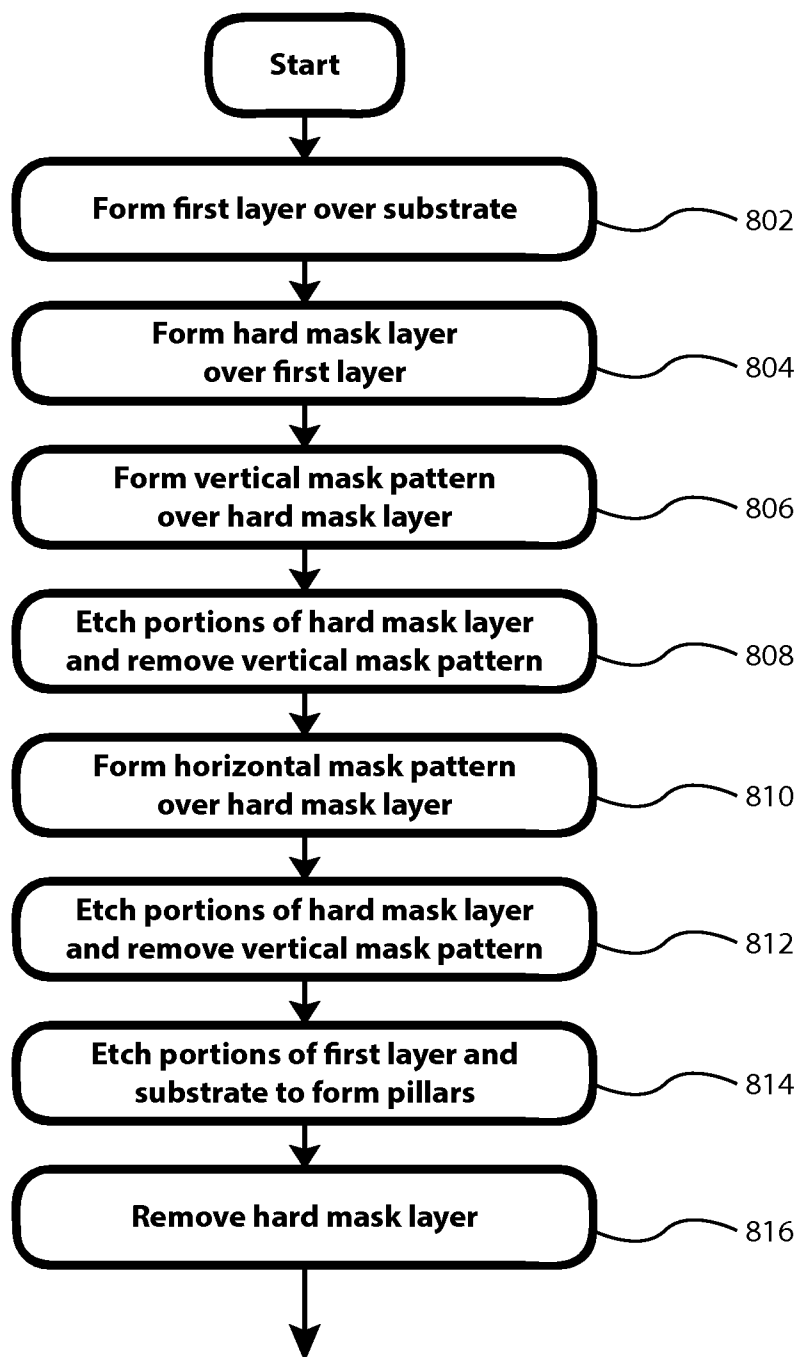 Start
Form first layer over substrate
802
Form hard mask layer
over first layer
804
Form vertical mask pattern
over hard mask layer
806
Etch portions of hard mask layer
and remove vertical mask pattern
808
Form horizontal mask pattern
over hard mask layer
810
Etch portions of hard mask layer
and remove vertical mask pattern
812
Etch portions of first layer and
substrate to form pillars
814
Remove hard mask layer
816